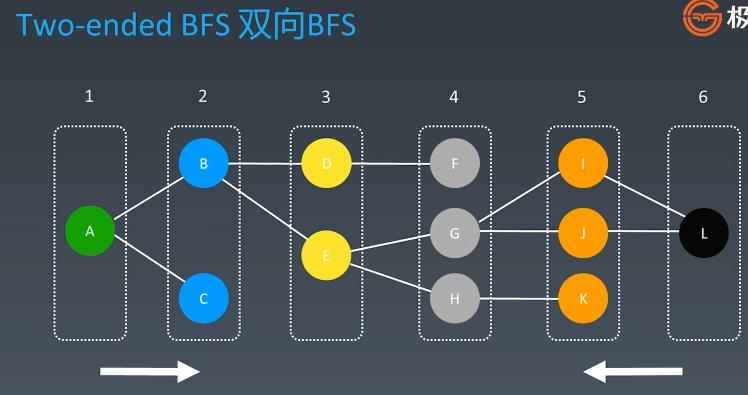 Two-ended BFS 双向BFS
极
1 2 3 4 5 6
B D F I
A G J L
E
C H K